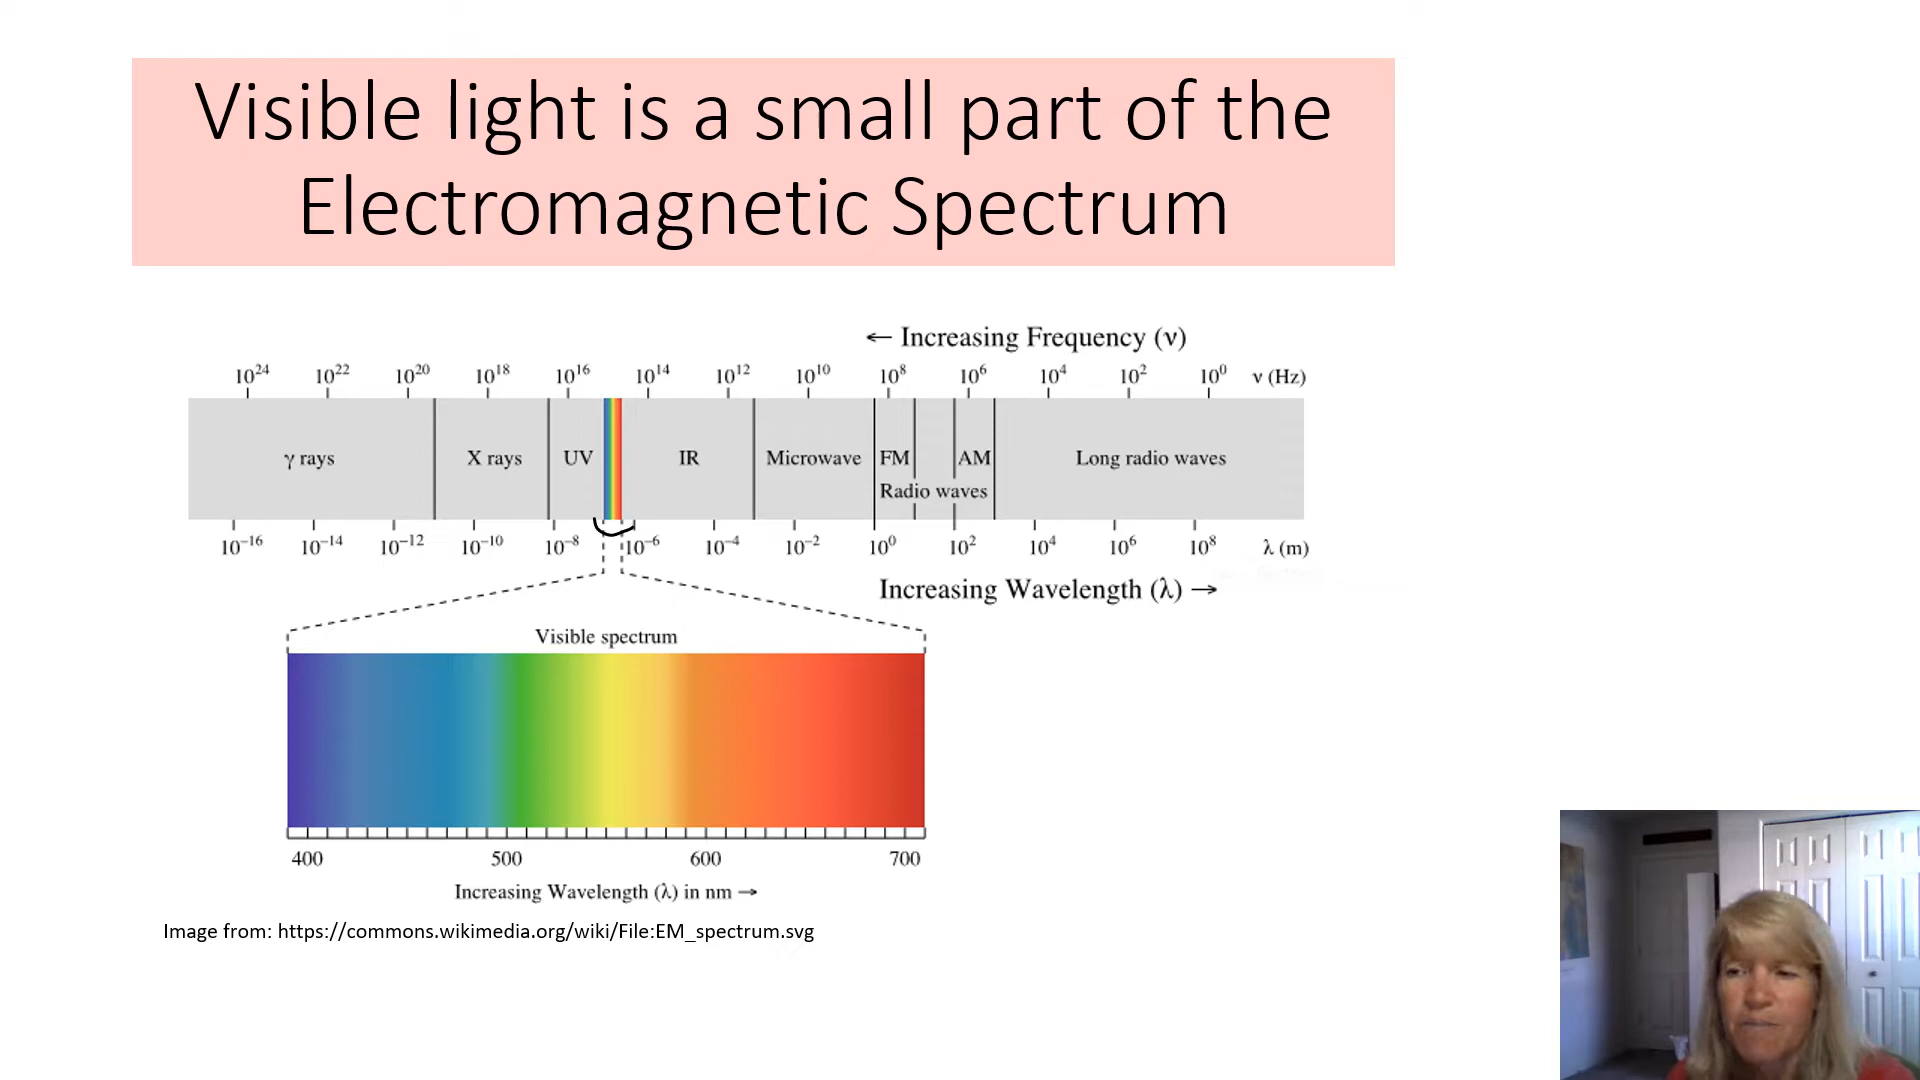 Visible light is a small part of the
Electromagnetic Spectrum
← Increasing Frequency (ν)
10²⁴ 10²² 10²⁰ 10¹⁸ 10¹⁶ 10¹⁴ 10¹² 10¹⁰ 10⁸ 10⁶ 10⁴ 10² 10⁰ ν (Hz)
γ rays X rays UV IR Microwave FM AM Long radio waves
Radio waves
10⁻¹⁶ 10⁻¹⁴ 10⁻¹² 10⁻¹⁰ 10⁻⁸ 10⁻⁶ 10⁻⁴ 10⁻² 10⁰ 10² 10⁴ 10⁶ 10⁸ λ (m)
Increasing Wavelength (λ) →
Visible spectrum
400 500 600 700
Increasing Wavelength (λ) in nm →
Image from: https://commons.wikimedia.org/wiki/File:EM_spectrum.svg